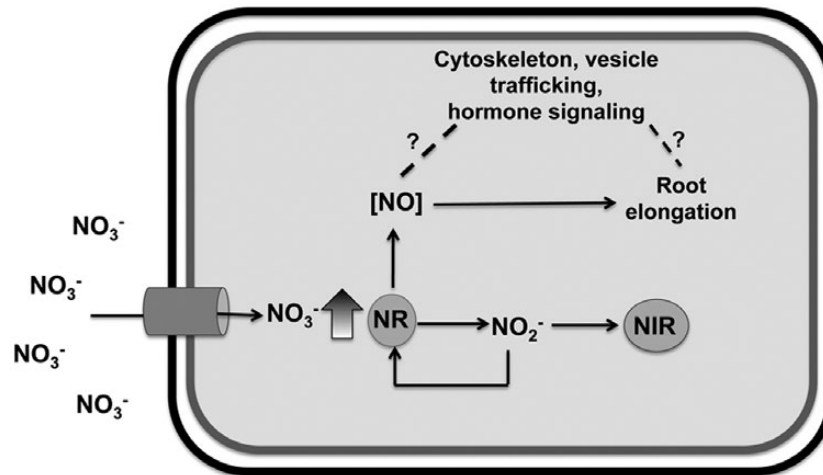 Cytoskeleton, vesicle
trafficking,
hormone signaling
?
?
[NO]
Root
elongation
NO₃⁻
NO₃⁻
NO₃⁻
NR
NO₂⁻
NIR
NO₃⁻
NO₃⁻